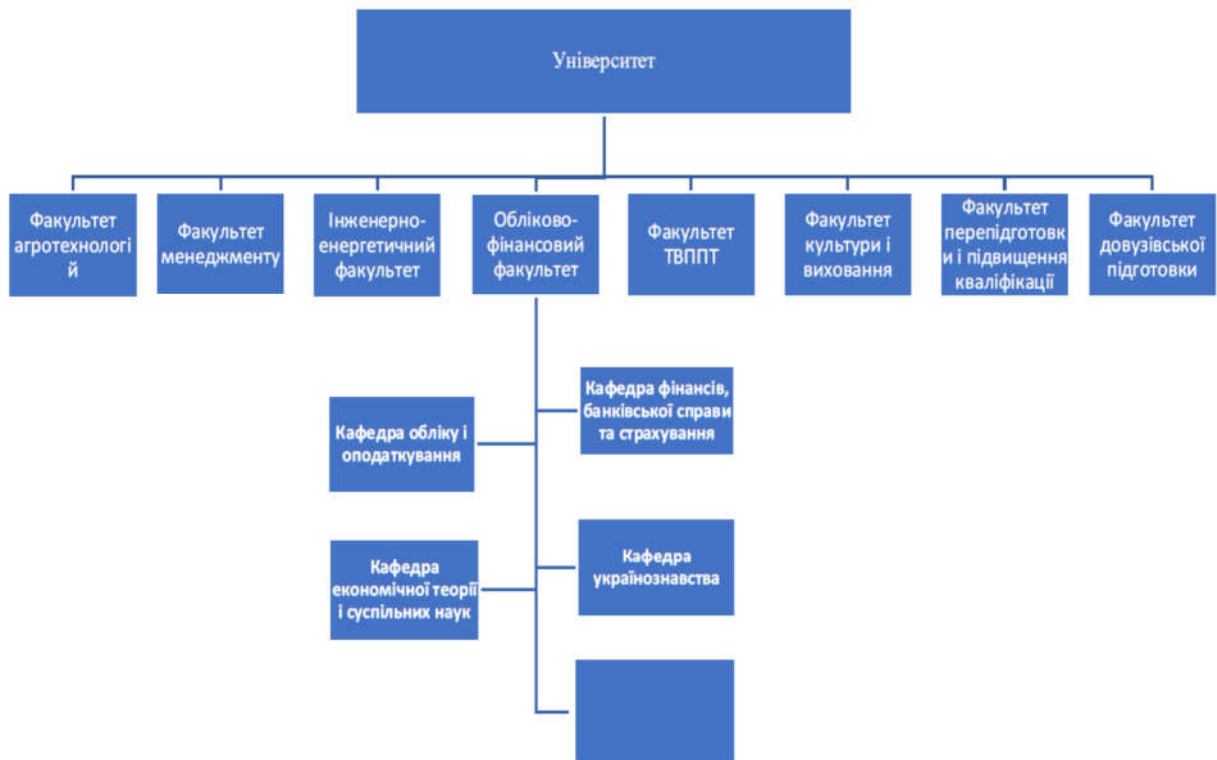 Університет
Факультет
агротехнологі
й
Факультет
менеджменту
Інженерно-
енергетичний
факультет
Обліково-
фінансовий
факультет
Факультет
ТВППТ
Факультет
культури і
виховання
Факультет
перепідготовк
и і підвищення
кваліфікації
Факультет
довузівської
підготовки
Кафедра фінансів,
банківської справи
та страхування
Кафедра обліку і
оподаткування
Кафедра
українознавства
Кафедра
економічної теорії
і суспільних наук